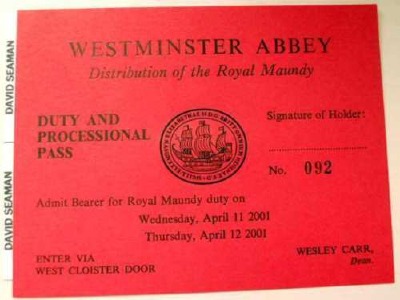 WESTMINSTER ABBEY
Distribution of the Royal Maundy
DUTY AND
PROCESSIONAL
PASS
Signature of Holder:
No. 092
Admit Bearer for Royal Maundy duty on
Wednesday, April 11 2001
Thursday, April 12 2001
ENTER VIA
WEST CLOISTER DOOR
WESLEY CARR,
Dean.
DAVID SEAMAN
DAVID SEAMAN